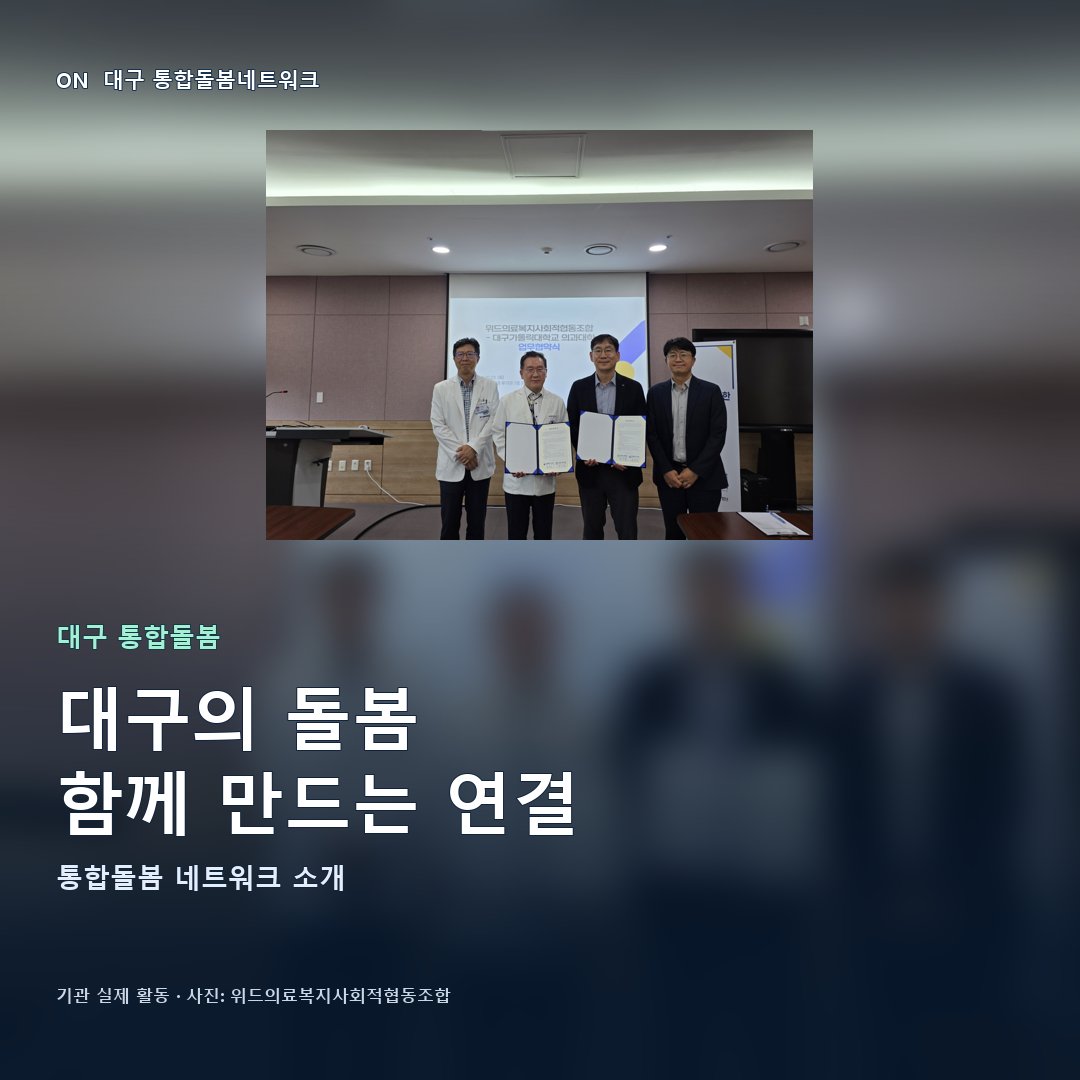 ON 대구 통합돌봄네트워크
위드의료복지사회적협동조합
- 대구가톨릭대학교 의과대학
업무협약식
한
대구 통합돌봄
대구의 돌봄
함께 만드는 연결
통합돌봄 네트워크 소개
기관 실제 활동 · 사진: 위드의료복지사회적협동조합